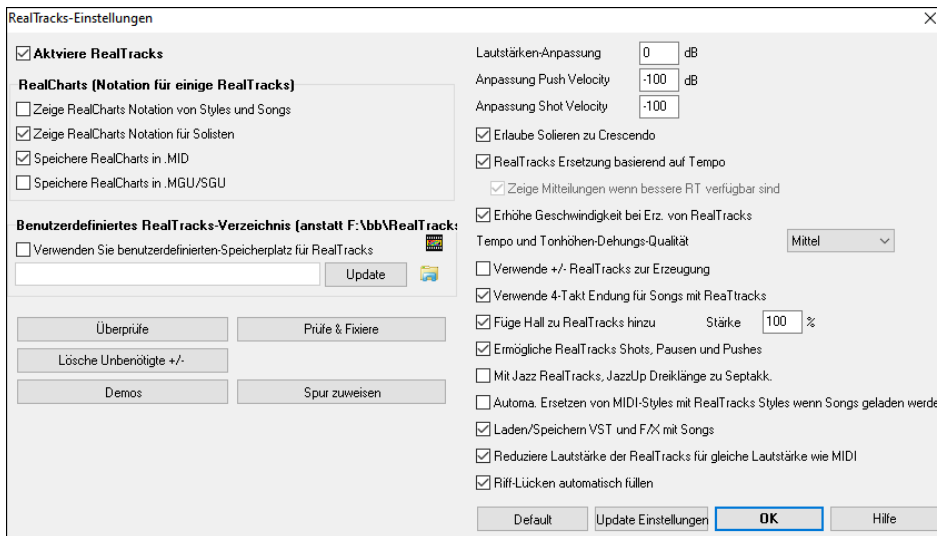 RealTracks-Einstellungen
Aktviere RealTracks
RealCharts (Notation für einige RealTracks)
Zeige RealCharts Notation von Styles und Songs
Zeige RealCharts Notation für Solisten
Speichere RealCharts in .MID
Speichere RealCharts in .MGU/SGU
Benutzerdefiniertes RealTracks-Verzeichnis (anstatt F:\bb\RealTracks
Verwenden Sie benutzerdefinierten-Speicherplatz für RealTracks
Update
Überprüfe
Prüfe & Fixiere
Lösche Unbenötigte +/-
Demos
Spur zuweisen
Lautstärken-Anpassung 0 dB
Anpassung Push Velocity -100 dB
Anpassung Shot Velocity -100
Erlaube Solieren zu Crescendo
RealTracks Ersetzung basierend auf Tempo
Zeige Mitteilungen wenn bessere RT verfügbar sind
Erhöhe Geschwindigkeit bei Erz. von RealTracks
Tempo und Tonhöhen-Dehungs-Qualität Mittel
Verwende +/- RealTracks zur Erzeugung
Verwende 4-Takt Endung für Songs mit ReaTtracks
Füge Hall zu RealTracks hinzu Stärke 100 %
Ermögliche RealTracks Shots, Pausen und Pushes
Mit Jazz RealTracks, JazzUp Dreiklänge zu Septakk.
Automa. Ersetzen von MIDI-Styles mit RealTracks Styles wenn Songs geladen werde
Laden/Speichern VST und F/X mit Songs
Reduziere Lautstärke der RealTracks für gleiche Lautstärke wie MIDI
Riff-Lücken automatisch füllen
Default
Update Einstellungen
OK
Hilfe